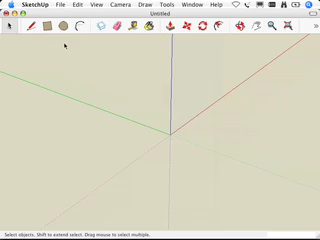 SketchUp File Edit View Camera Draw Tools Window Help
Untitled
Select objects. Shift to extend select. Drag mouse to select multiple.